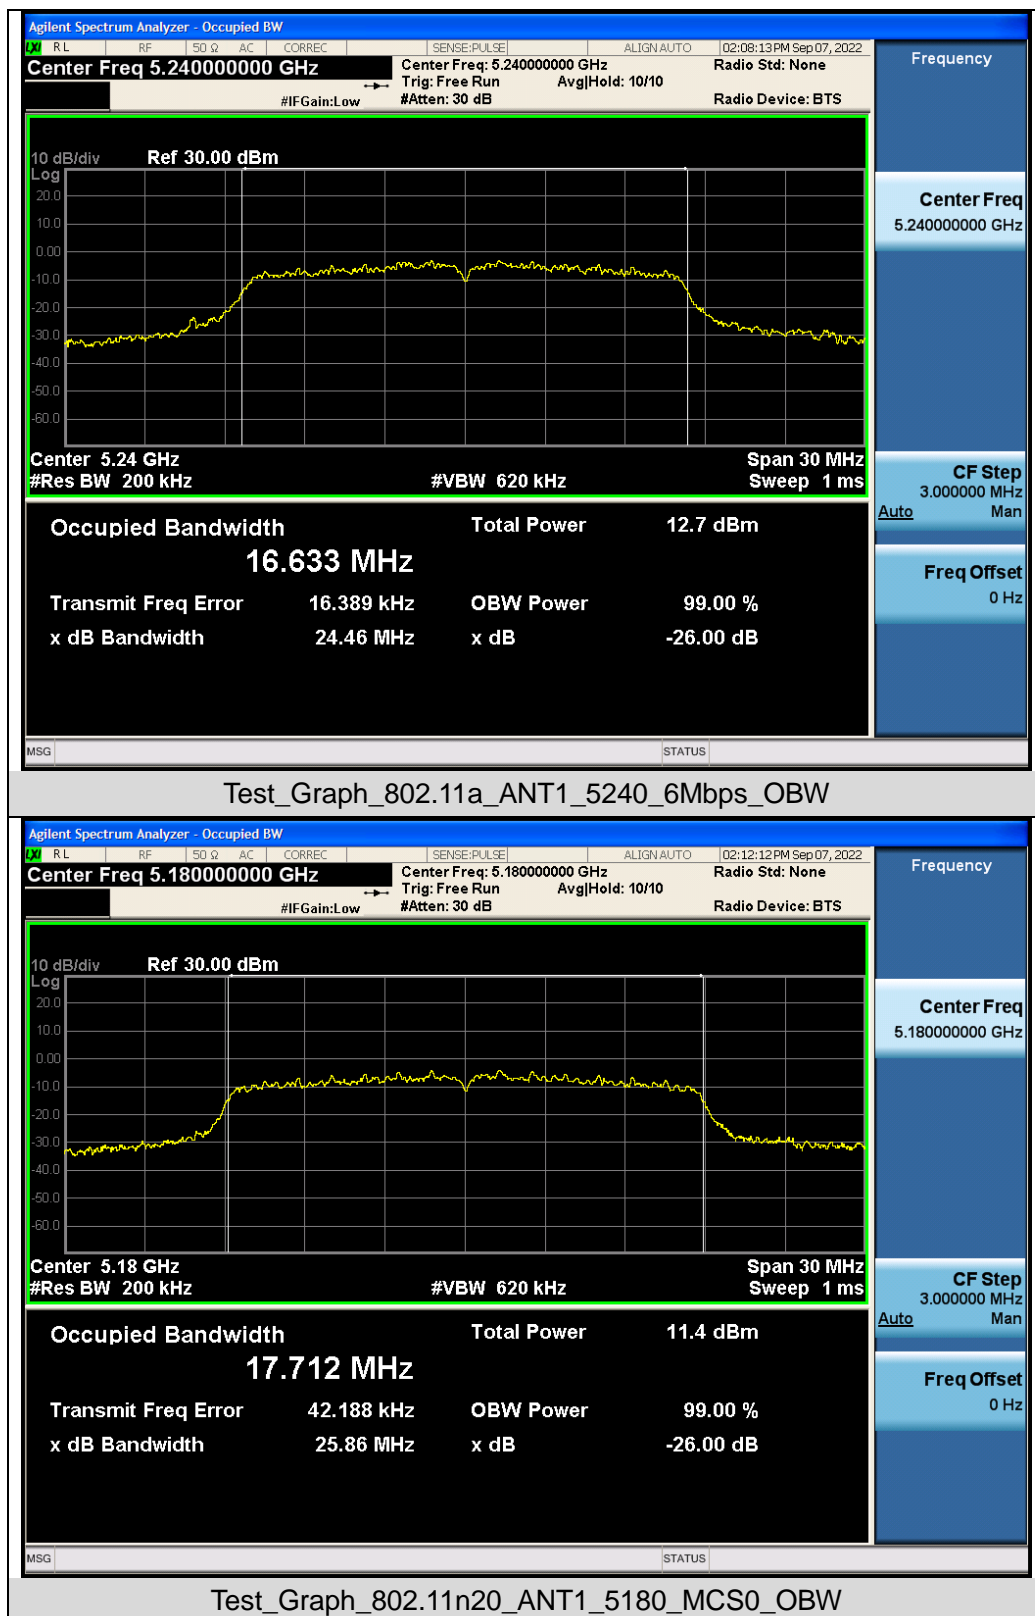 Agilent Spectrum Analyzer - Occupied BW
LXI RL RF 50 Ω AC CORREC SENSE:PULSE ALIGN AUTO 02:08:13 PM Sep 07, 2022
Center Freq 5.240000000 GHz
Center Freq: 5.240000000 GHz Radio Std: None
Trig: Free Run Avg|Hold: 10/10
#IFGain:Low #Atten: 30 dB Radio Device: BTS
10 dB/div Ref 30.00 dBm
Log
20.0
10.0
0.00
-10.0
-20.0
-30.0
-40.0
-50.0
-60.0
Center 5.24 GHz Span 30 MHz
#Res BW 200 kHz #VBW 620 kHz Sweep 1 ms
Occupied Bandwidth Total Power 12.7 dBm
16.633 MHz
Transmit Freq Error 16.389 kHz OBW Power 99.00 %
x dB Bandwidth 24.46 MHz x dB -26.00 dB
MSG STATUS
Frequency
Center Freq
5.240000000 GHz
CF Step
3.000000 MHz
Auto Man
Freq Offset
0 Hz
Test_Graph_802.11a_ANT1_5240_6Mbps_OBW
Agilent Spectrum Analyzer - Occupied BW
LXI RL RF 50 Ω AC CORREC SENSE:PULSE ALIGN AUTO 02:12:12 PM Sep 07, 2022
Center Freq 5.180000000 GHz
Center Freq: 5.180000000 GHz Radio Std: None
Trig: Free Run Avg|Hold: 10/10
#IFGain:Low #Atten: 30 dB Radio Device: BTS
10 dB/div Ref 30.00 dBm
Log
20.0
10.0
0.00
-10.0
-20.0
-30.0
-40.0
-50.0
-60.0
Center 5.18 GHz Span 30 MHz
#Res BW 200 kHz #VBW 620 kHz Sweep 1 ms
Occupied Bandwidth Total Power 11.4 dBm
17.712 MHz
Transmit Freq Error 42.188 kHz OBW Power 99.00 %
x dB Bandwidth 25.86 MHz x dB -26.00 dB
MSG STATUS
Frequency
Center Freq
5.180000000 GHz
CF Step
3.000000 MHz
Auto Man
Freq Offset
0 Hz
Test_Graph_802.11n20_ANT1_5180_MCS0_OBW